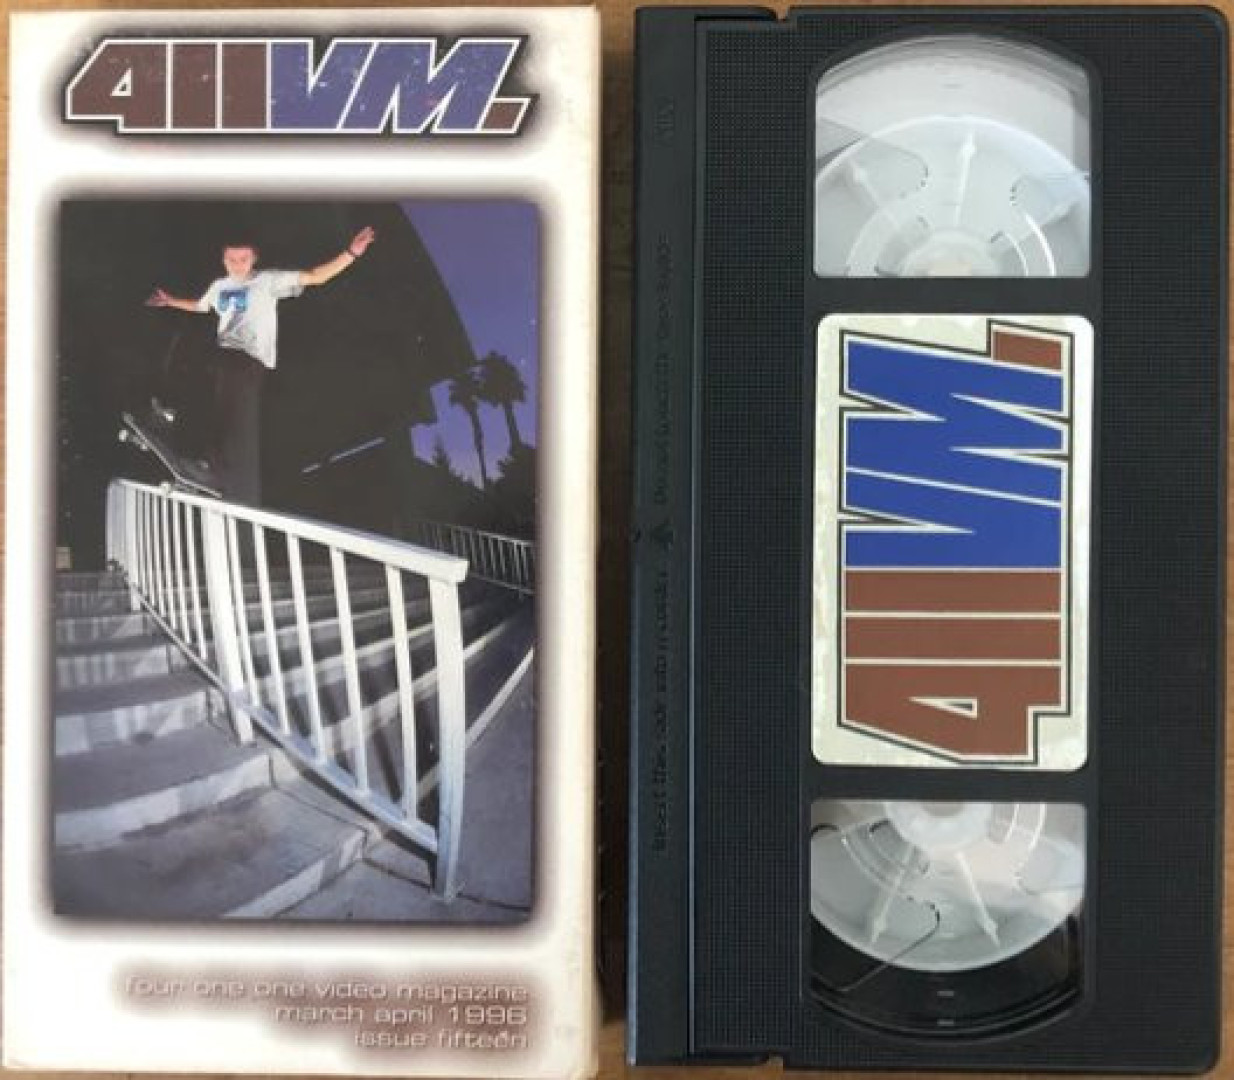 411VM.
four one one video magazine
march april 1996
issue fifteen
411VM.